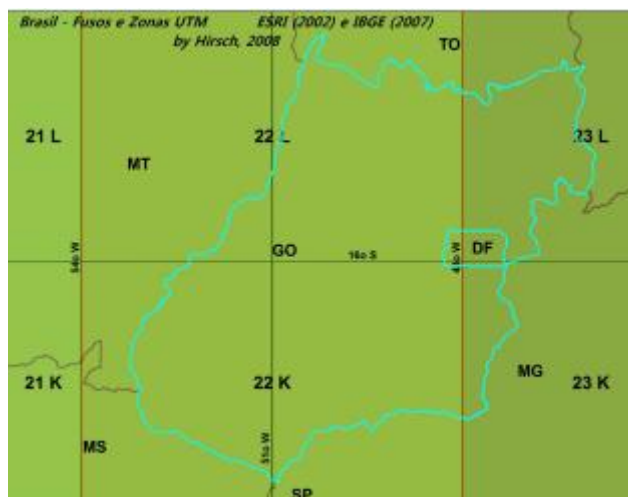 Brasil - Fusos e Zonas UTM ESRI (2002) e IBGE (2007)
by Hirsch, 2008
TO
21 L
22 L
23 L
MT
GO
16o S
DF
54o W
48o W
21 K
22 K
23 K
MG
MS
51o W
SP